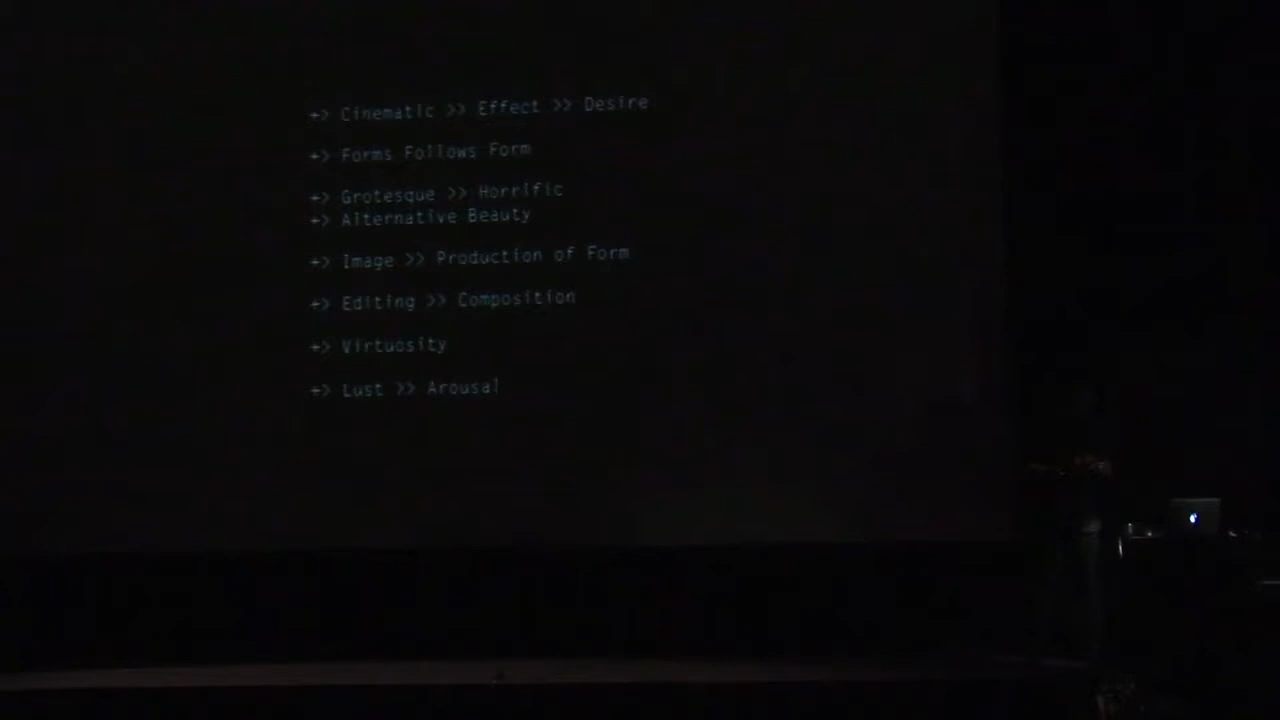 +> Cinematic >> Effect >> Desire
+> Forms Follows Form
+> Grotesque >> Horrific
+> Alternative Beauty
+> Image >> Production of Form
+> Editing >> Composition
+> Virtuosity
+> Lust >> Arousal